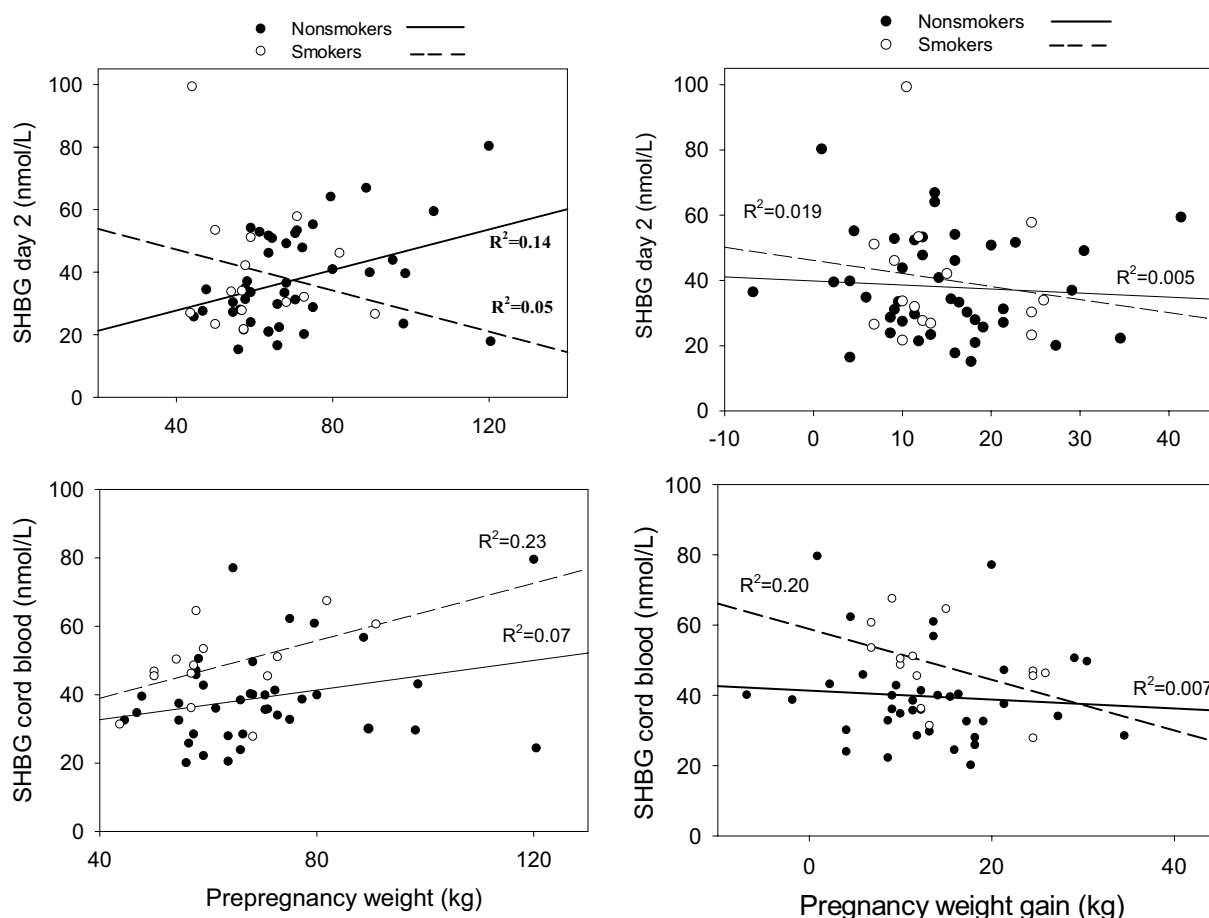 Nonsmokers
Smokers
SHBG day 2 (nmol/L)
100
80
60
40
20
0
R²=0.14
R²=0.05
40
80
120
Nonsmokers
Smokers
SHBG day 2 (nmol/L)
100
80
60
40
20
0
R²=0.019
R²=0.005
-10
0
10
20
30
40
SHBG cord blood (nmol/L)
100
80
60
40
20
0
R²=0.23
R²=0.07
40
80
120
Prepregnancy weight (kg)
SHBG cord blood (nmol/L)
100
80
60
40
20
0
R²=0.20
R²=0.007
0
20
40
Pregnancy weight gain (kg)